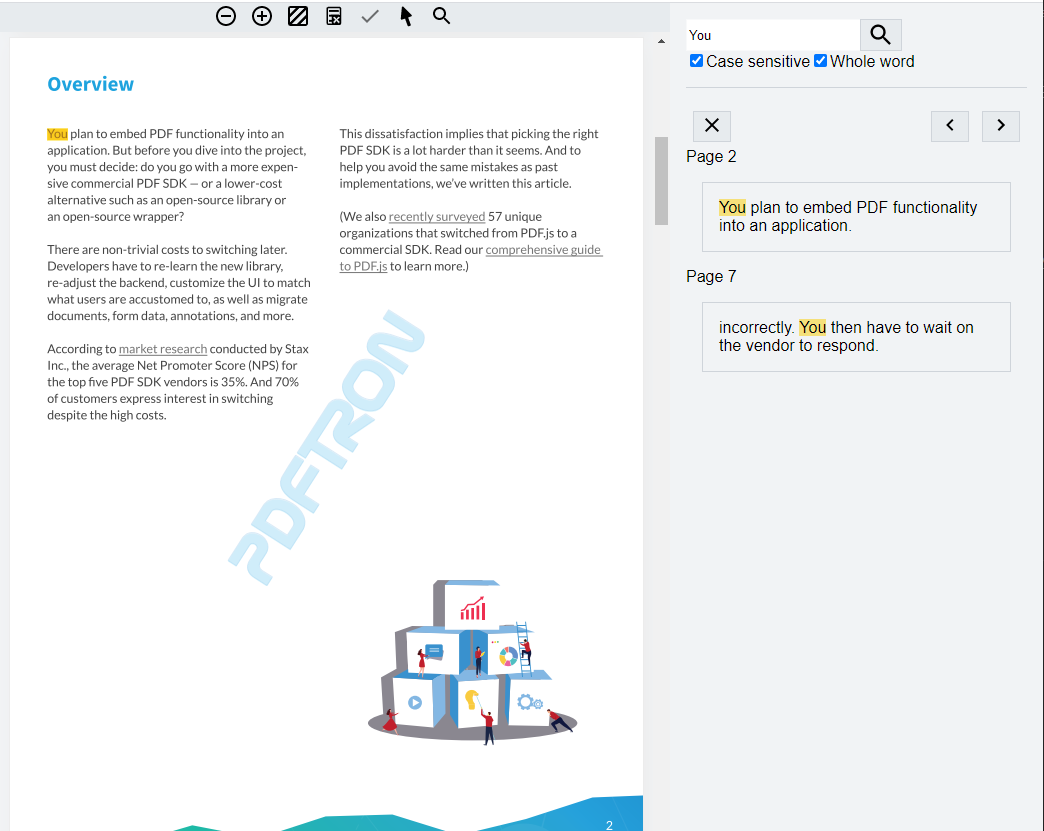 Overview
You plan to embed PDF functionality into an
application. But before you dive into the project,
you must decide: do you go with a more expen-
sive commercial PDF SDK — or a lower-cost
alternative such as an open-source library or
an open-source wrapper?
There are non-trivial costs to switching later.
Developers have to re-learn the new library,
re-adjust the backend, customize the UI to match
what users are accustomed to, as well as migrate
documents, form data, annotations, and more.
According to market research conducted by Stax
Inc., the average Net Promoter Score (NPS) for
the top five PDF SDK vendors is 35%. And 70%
of customers express interest in switching
despite the high costs.
This dissatisfaction implies that picking the right
PDF SDK is a lot harder than it seems. And to
help you avoid the same mistakes as past
implementations, we’ve written this article.
(We also recently surveyed 57 unique
organizations that switched from PDF.js to a
commercial SDK. Read our comprehensive guide
to PDF.js to learn more.)
PDFTRON
2
You
Case sensitive Whole word
Page 2
You plan to embed PDF functionality
into an application.
Page 7
incorrectly. You then have to wait on
the vendor to respond.